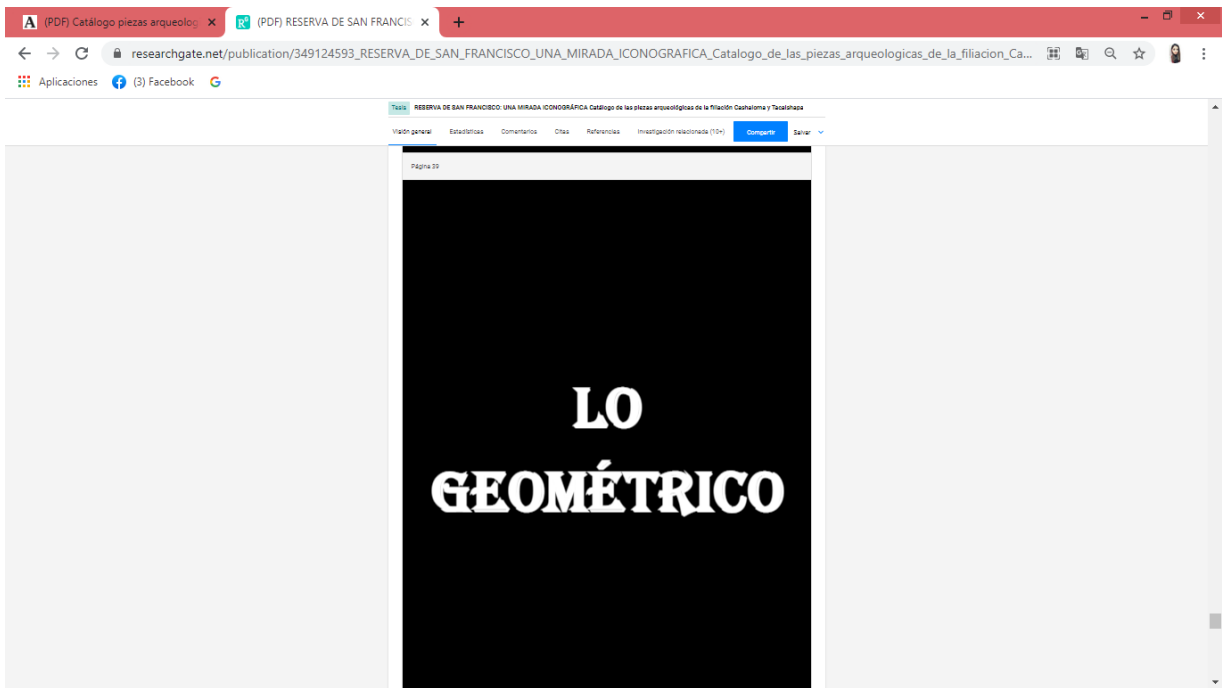 (PDF) Catálogo piezas arqueolog
(PDF) RESERVA DE SAN FRANCIS
researchgate.net/publication/349124593_RESERVA_DE_SAN_FRANCISCO_UNA_MIRADA_ICONOGRAFICA_Catalogo_de_las_piezas_arqueologicas_de_la_filiacion_Ca...
Aplicaciones (3) Facebook
Tesis RESERVA DE SAN FRANCISCO: UNA MIRADA ICONOGRÁFICA Catálogo de las piezas arqueológicas de la filiación Cashaloma y Tacalshapa
Visión general Estadísticas Comentarios Citas Referencias Investigación relacionada (10+) Compartir Salvar
Página 39
LO
GEOMÉTRICO